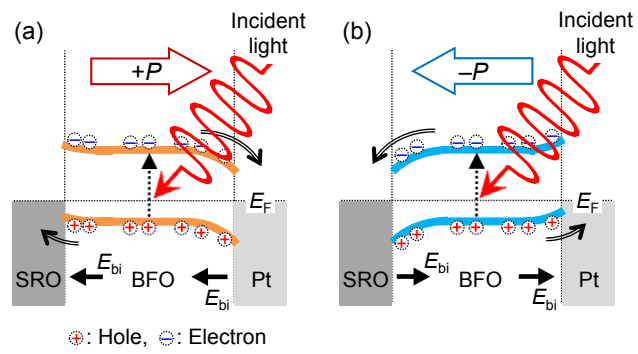 (a)
Incident
light
+P
E_F
E_bi
E_bi
SRO
BFO
Pt
(b)
Incident
light
–P
E_F
E_bi
E_bi
SRO
BFO
Pt
+: Hole, –: Electron